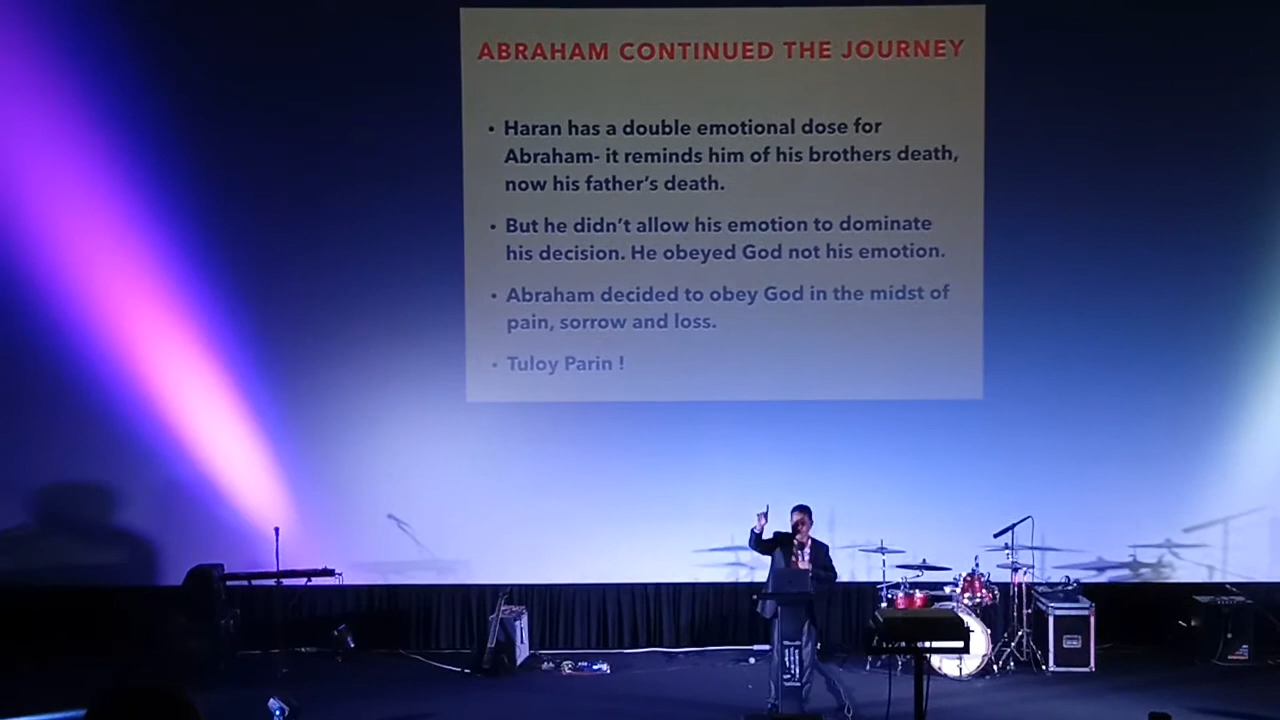 ABRAHAM CONTINUED THE JOURNEY
• Haran has a double emotional dose for
Abraham- it reminds him of his brothers death,
now his father's death.
• But he didn't allow his emotion to dominate
his decision. He obeyed God not his emotion.
• Abraham decided to obey God in the midst of
pain, sorrow and loss.
• Tuloy Parin !